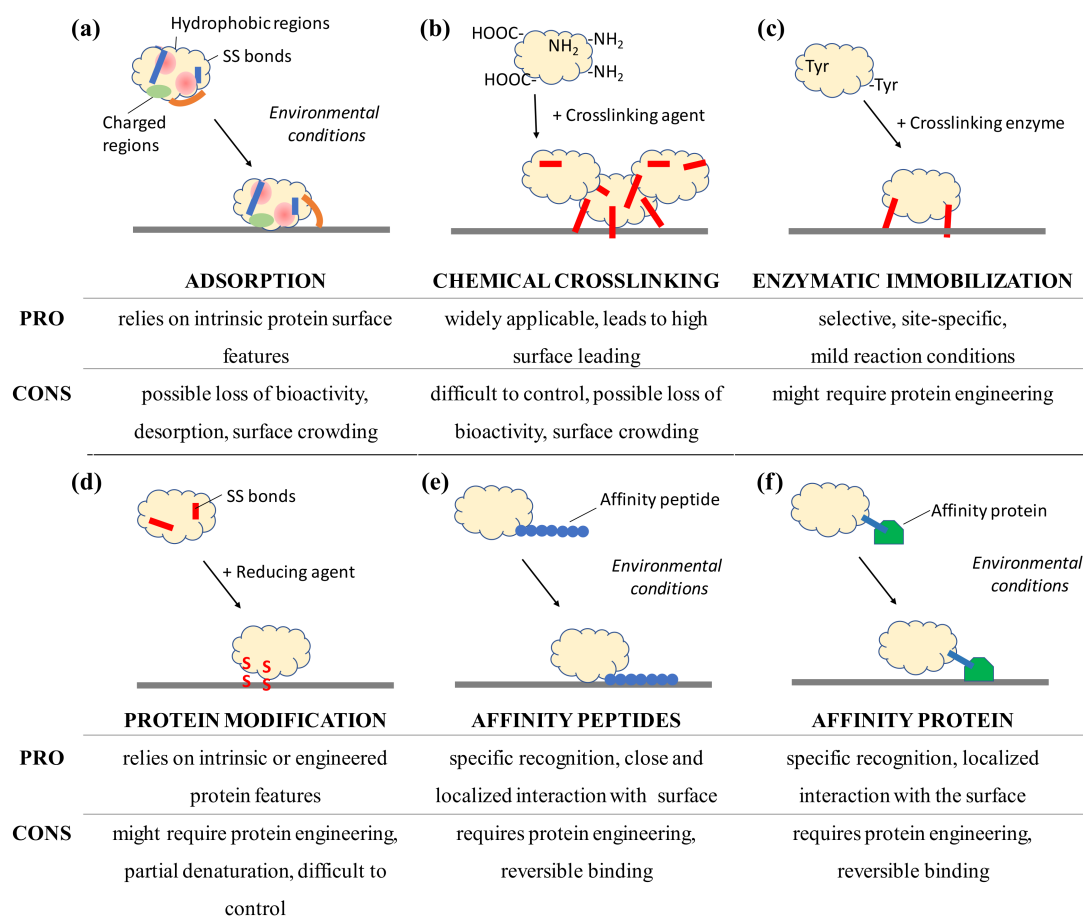 (a)
Hydrophobic regions
SS bonds
Charged
regions
Environmental
conditions
(b)
HOOC-
NH2
-NH2
HOOC-
-NH2
+ Crosslinking agent
(c)
Tyr
-Tyr
+ Crosslinking enzyme
ADSORPTION
CHEMICAL CROSSLINKING
ENZYMATIC IMMOBILIZATION
PRO
relies on intrinsic protein surface
features
widely applicable, leads to high
surface leading
selective, site-specific,
mild reaction conditions
CONS
possible loss of bioactivity,
desorption, surface crowding
difficult to control, possible loss of
bioactivity, surface crowding
might require protein engineering
(d)
SS bonds
+ Reducing agent
S
S
S
S
(e)
Affinity peptide
Environmental
conditions
(f)
Affinity protein
Environmental
conditions
PROTEIN MODIFICATION
AFFINITY PEPTIDES
AFFINITY PROTEIN
PRO
relies on intrinsic or engineered
protein features
specific recognition, close and
localized interaction with surface
specific recognition, localized
interaction with the surface
CONS
might require protein engineering,
partial denaturation, difficult to
control
requires protein engineering,
reversible binding
requires protein engineering,
reversible binding